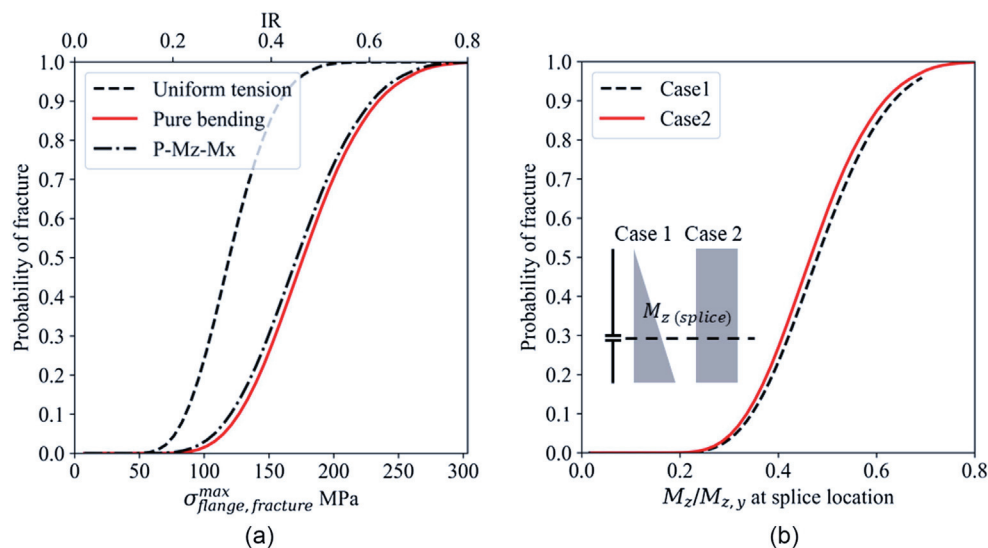 IR
0.0 0.2 0.4 0.6 0.8
1.0
0.9
0.8
0.7
0.6
0.5
0.4
0.3
0.2
0.1
0.0
Probability of fracture
Uniform tension
Pure bending
P-Mz-Mx
0 50 100 150 200 250 300
σ^{max}_{flange,fracture} MPa
(a)
1.0
0.9
0.8
0.7
0.6
0.5
0.4
0.3
0.2
0.1
0.0
Probability of fracture
Case1
Case2
Case 1 Case 2
M_{z (splice)}
0.0 0.2 0.4 0.6 0.8
M_z/M_{z,y} at splice location
(b)